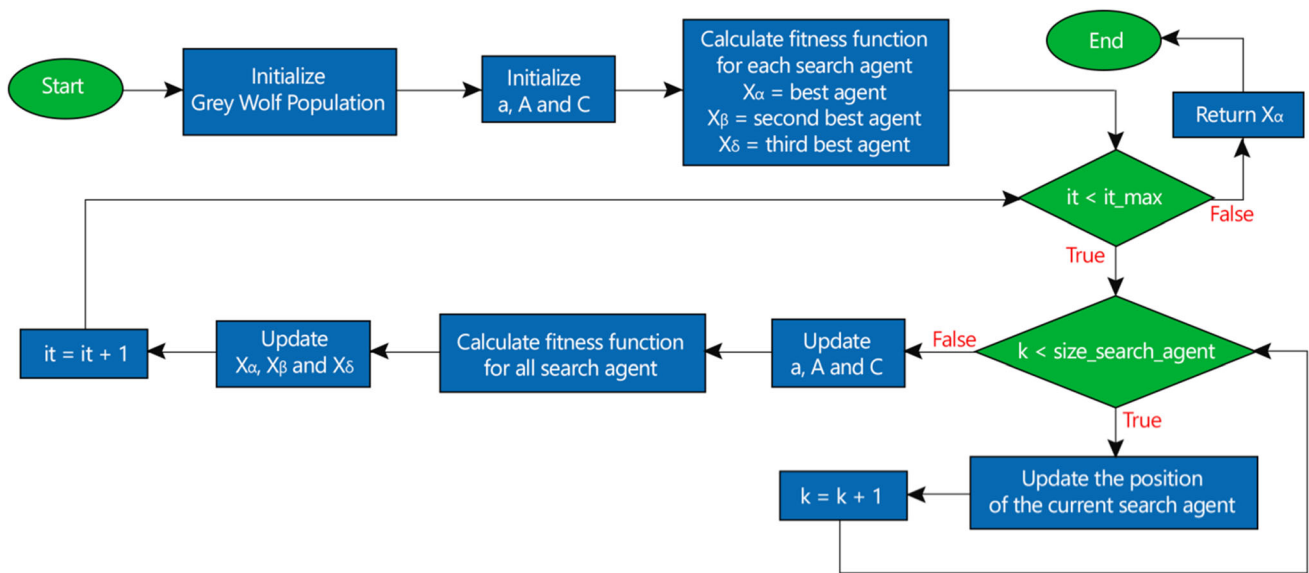 Start
Initialize
Grey Wolf Population
Initialize
a, A and C
Calculate fitness function
for each search agent
Xα = best agent
Xβ = second best agent
Xδ = third best agent
End
Return Xα
it < it_max
False
True
k < size_search_agent
False
Update
a, A and C
Calculate fitness function
for all search agent
Update
Xα, Xβ and Xδ
it = it + 1
True
Update the position
of the current search agent
k = k + 1